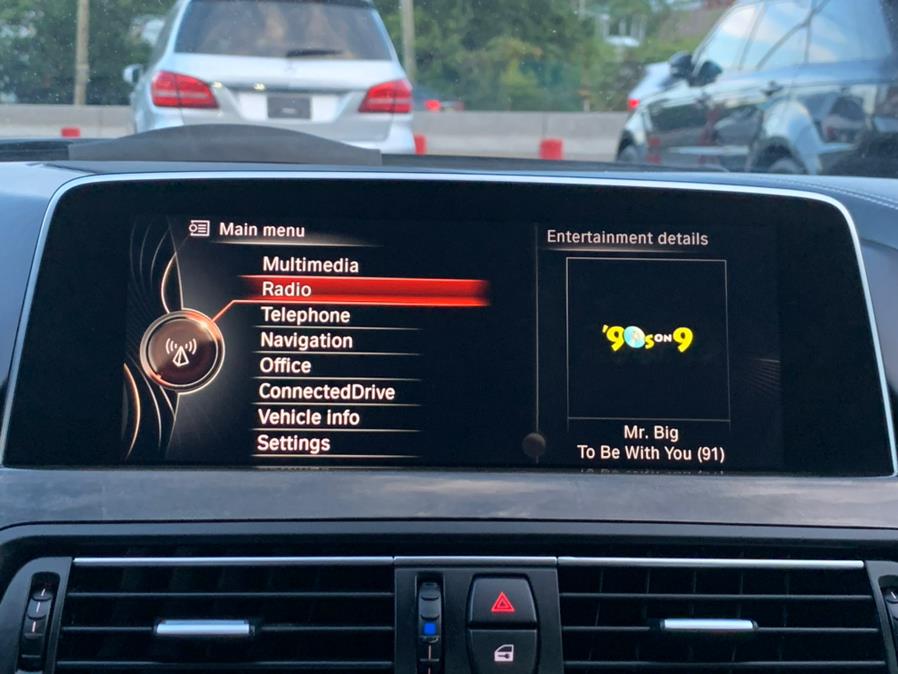 Main menu
Multimedia
Radio
Telephone
Navigation
Office
ConnectedDrive
Vehicle info
Settings
Entertainment details
'90s ON 9
Mr. Big
To Be With You (91)